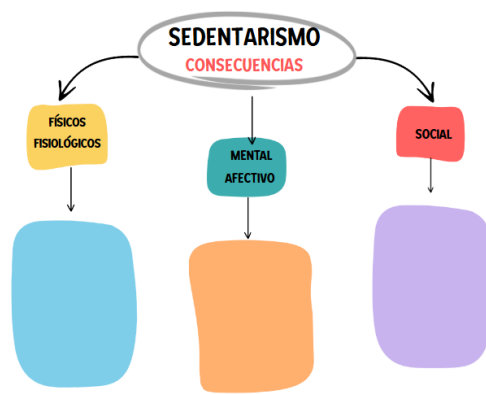 SEDENTARISMO
CONSECUENCIAS
FÍSICOS
FISIOLÓGICOS
MENTAL
AFECTIVO
SOCIAL